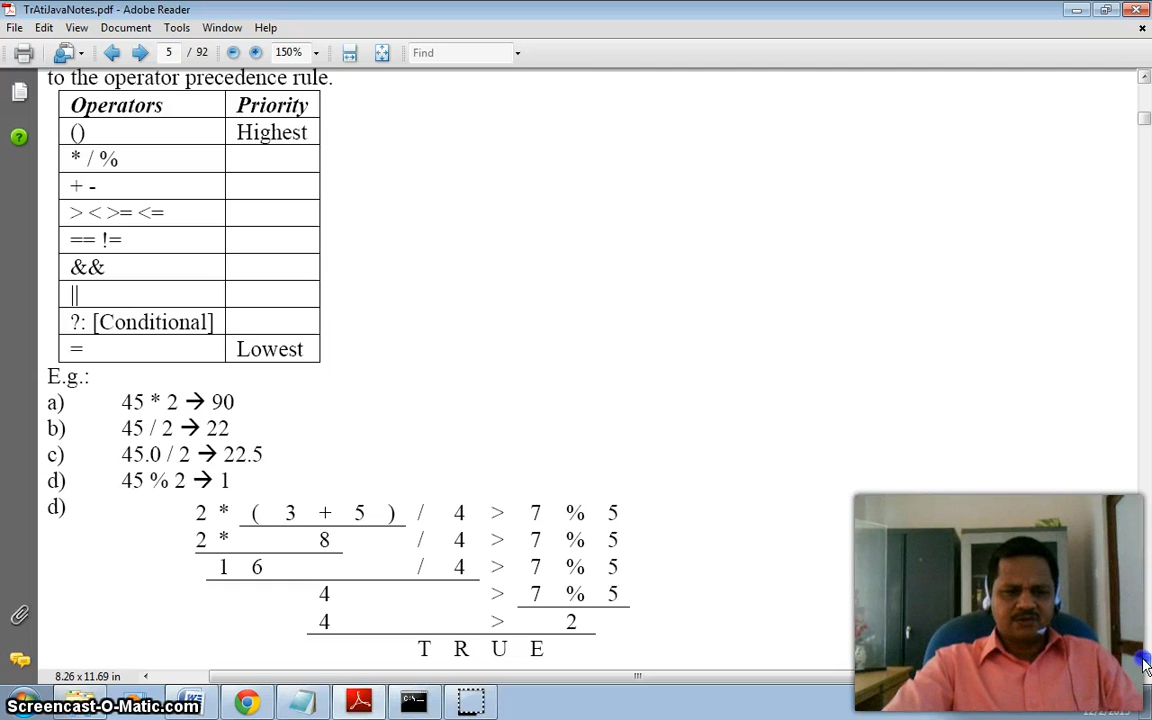 TrAtiJavaNotes.pdf - Adobe Reader
File Edit View Document Tools Window Help
5 / 92 150% Find
to the operator precedence rule.
Operators Priority
() Highest
* / %
+ -
> < >= <=
== !=
&&
||
?: [Conditional]
= Lowest
E.g.:
a) 45 * 2 → 90
b) 45 / 2 → 22
c) 45.0 / 2 → 22.5
d) 45 % 2 → 1
d) 2 * ( 3 + 5 ) / 4 > 7 % 5
2 * 8 / 4 > 7 % 5
1 6 / 4 > 7 % 5
4 > 7 % 5
4 > 2
T R U E
8.26 x 11.69 in
Screencast-O-Matic.com